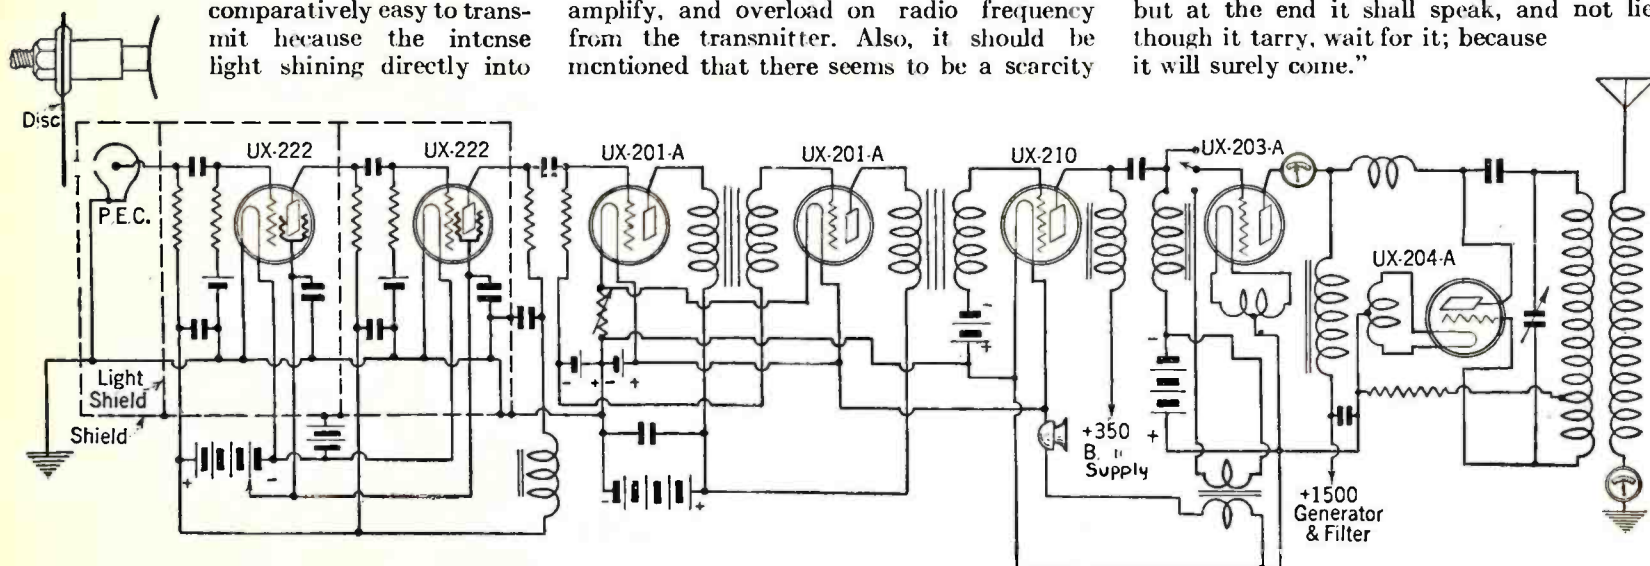 comparatively easy to trans-
mit because the intense
light shining directly into
amplify, and overload on radio frequency
from the transmitter. Also, it should be
mentioned that there seems to be a scarcity
but at the end it shall speak, and not lie
though it tarry, wait for it; because
it will surely come."
Disc
P.E.C.
UX-222
UX-222
UX-201-A
UX-201-A
UX-210
UX-203-A
UX-204-A
Light
Shield
Shield
+350
B. "
Supply
+1500
Generator
& Filter